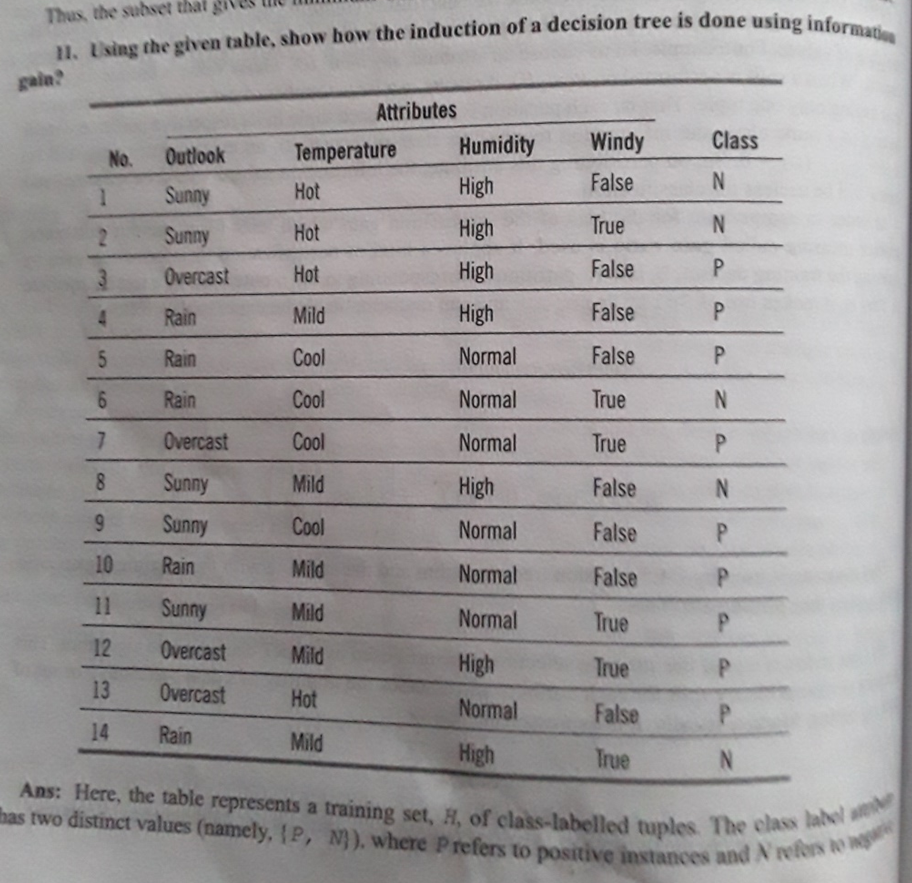 Thus, the subset that gives the
11. Using the given table, show how the induction of a decision tree is done using information
gain?
Attributes
No. Outlook Temperature Humidity Windy Class
1 Sunny Hot High False N
2 Sunny Hot High True N
3 Overcast Hot High False P
4 Rain Mild High False P
5 Rain Cool Normal False P
6 Rain Cool Normal True N
7 Overcast Cool Normal True P
8 Sunny Mild High False N
9 Sunny Cool Normal False P
10 Rain Mild Normal False P
11 Sunny Mild Normal True P
12 Overcast Mild High True P
13 Overcast Hot Normal False P
14 Rain Mild High True N
Ans: Here, the table represents a training set, H, of class-labelled tuples. The class label
has two distinct values (namely, {P, N}), where P refers to positive instances and N refers to negative